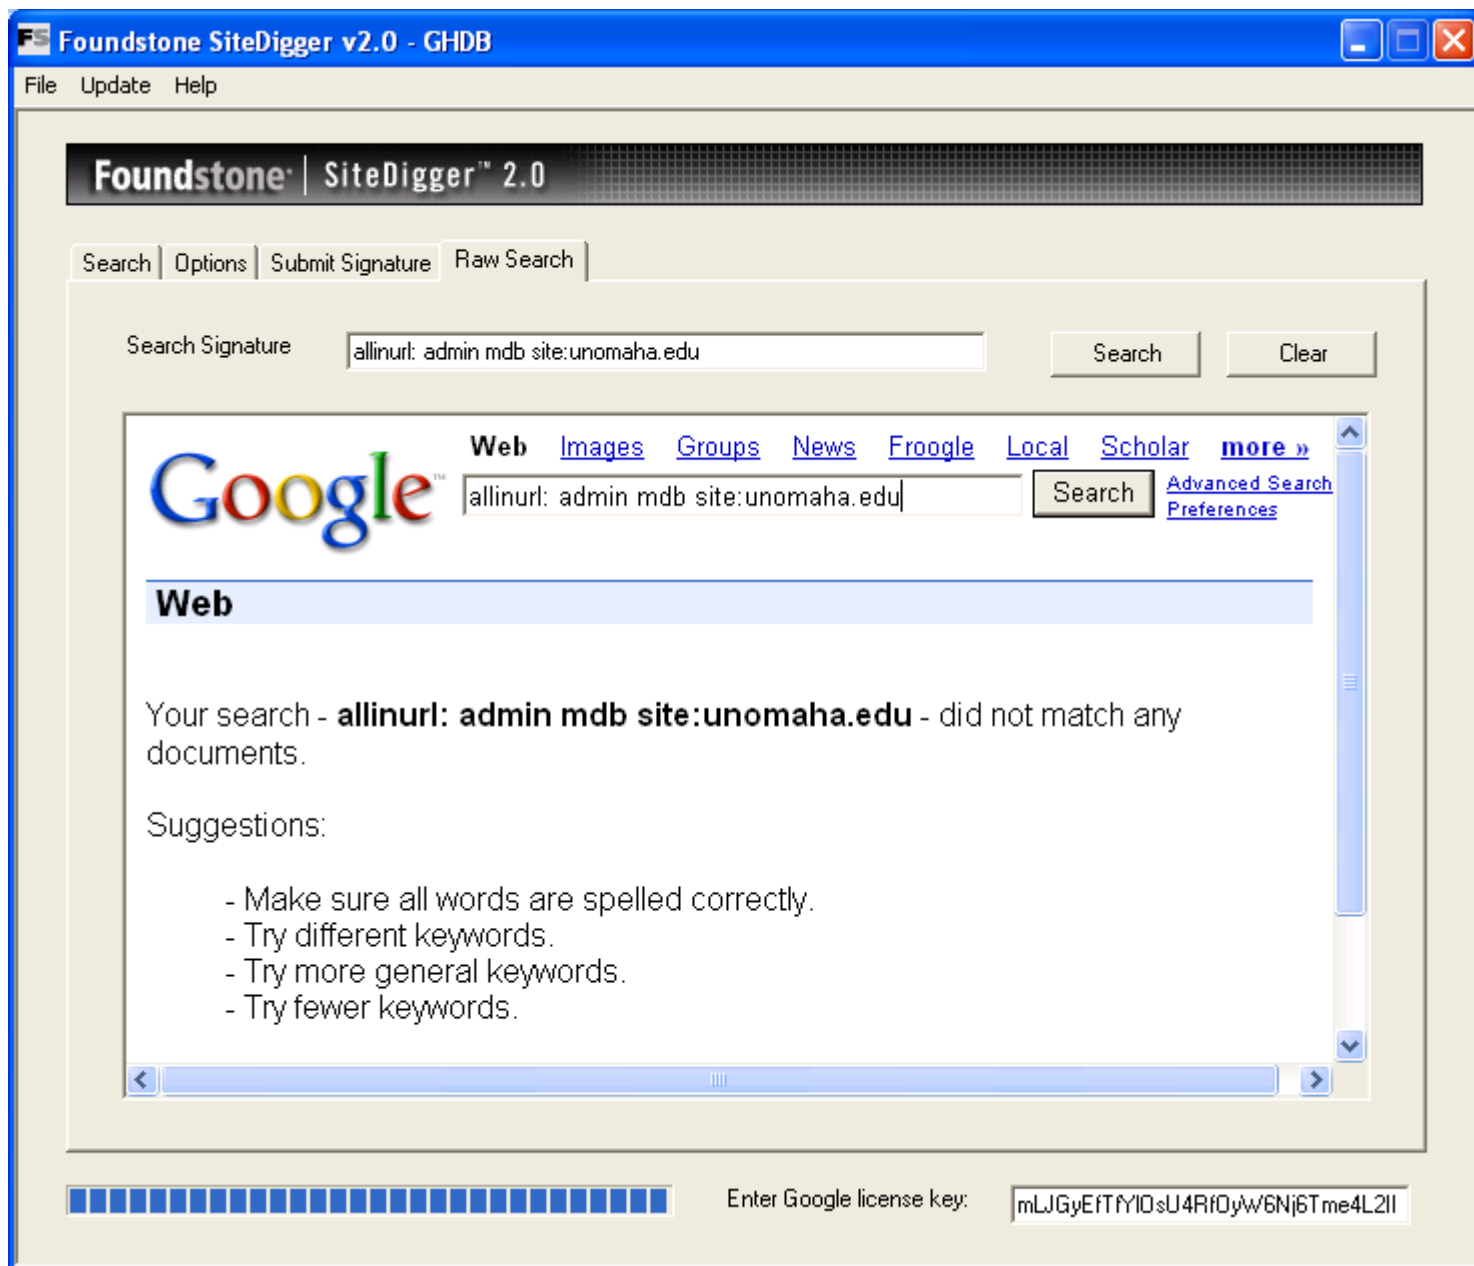 FS Foundstone SiteDigger v2.0 - GHDB
File Update Help
Foundstone | SiteDigger™ 2.0
Search Options Submit Signature Raw Search
Search Signature allinurl: admin mdb site:unomaha.edu Search Clear
Web Images Groups News Froogle Local Scholar more »
Google™ allinurl: admin mdb site:unomaha.edu Search Advanced Search
Preferences
Web
Your search - allinurl: admin mdb site:unomaha.edu - did not match any
documents.
Suggestions:
- Make sure all words are spelled correctly.
- Try different keywords.
- Try more general keywords.
- Try fewer keywords.
Enter Google license key: